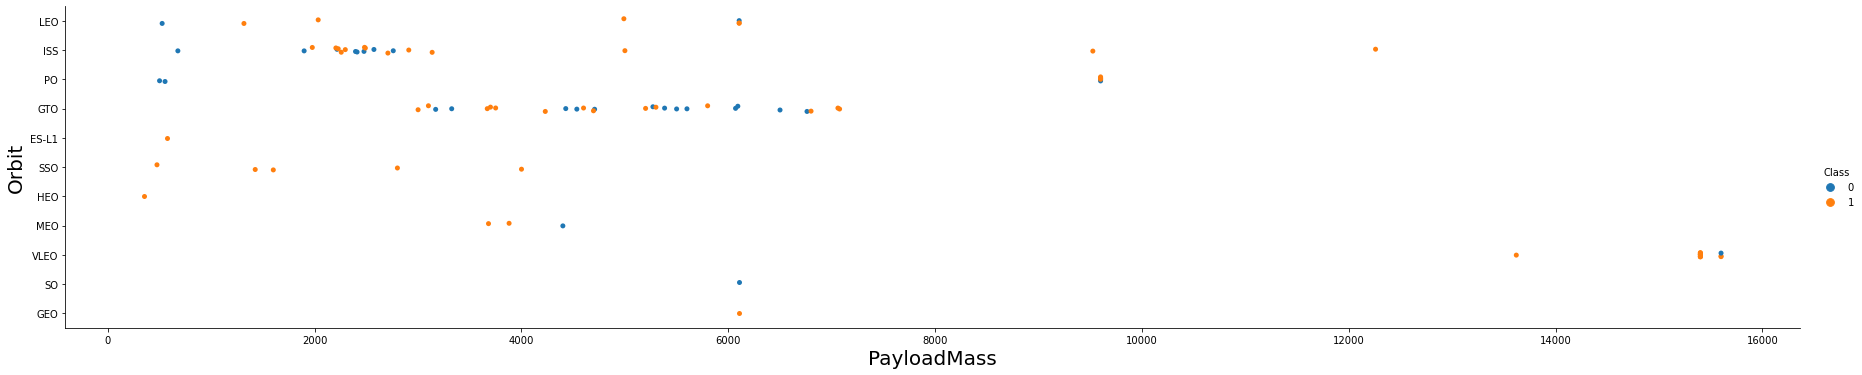 Orbit
LEO
ISS
PO
GTO
ES-L1
SSO
HEO
MEO
VLEO
SO
GEO
0 2000 4000 6000 8000 10000 12000 14000 16000
PayloadMass
Class
0
1